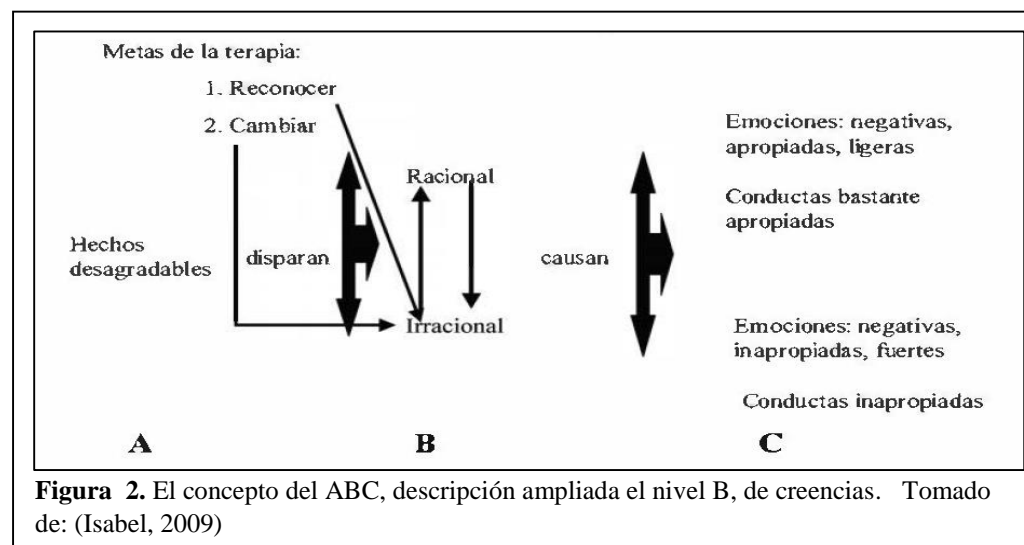 Metas de la terapia:
1. Reconocer
2. Cambiar
Hechos
desagradables
disparan
Racional
Irracional
causan
Emociones: negativas,
apropiadas, ligeras
Conductas bastante
apropiadas
Emociones: negativas,
inapropiadas, fuertes
Conductas inapropiadas
A B C
Figura 2. El concepto del ABC, descripción ampliada el nivel B, de creencias. Tomado
de: (Isabel, 2009)